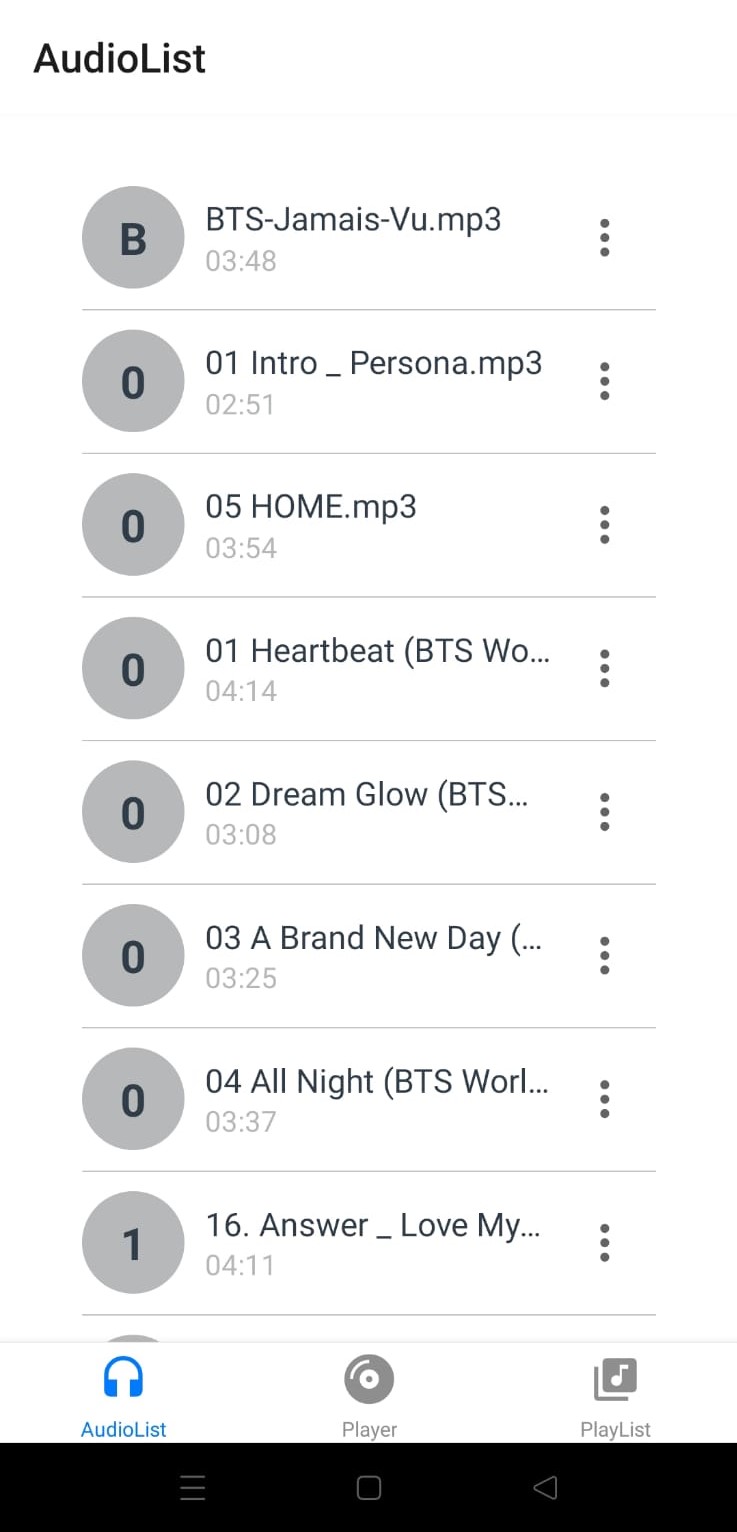 AudioList
B
BTS-Jamais-Vu.mp3
03:48
0
01 Intro _ Persona.mp3
02:51
0
05 HOME.mp3
03:54
0
01 Heartbeat (BTS Wo...
04:14
0
02 Dream Glow (BTS...
03:08
0
03 A Brand New Day (...
03:25
0
04 All Night (BTS Worl...
03:37
1
16. Answer _ Love My...
04:11
AudioList
Player
PlayList